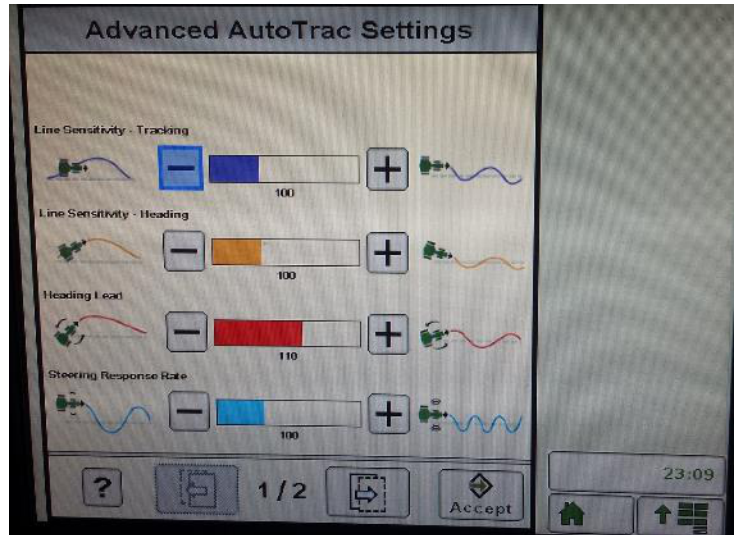 Advanced AutoTrac Settings
Line Sensitivity - Tracking
100
Line Sensitivity - Heading
100
Heading Lead
110
Steering Response Rate
100
?
1/2
Accept
23:09